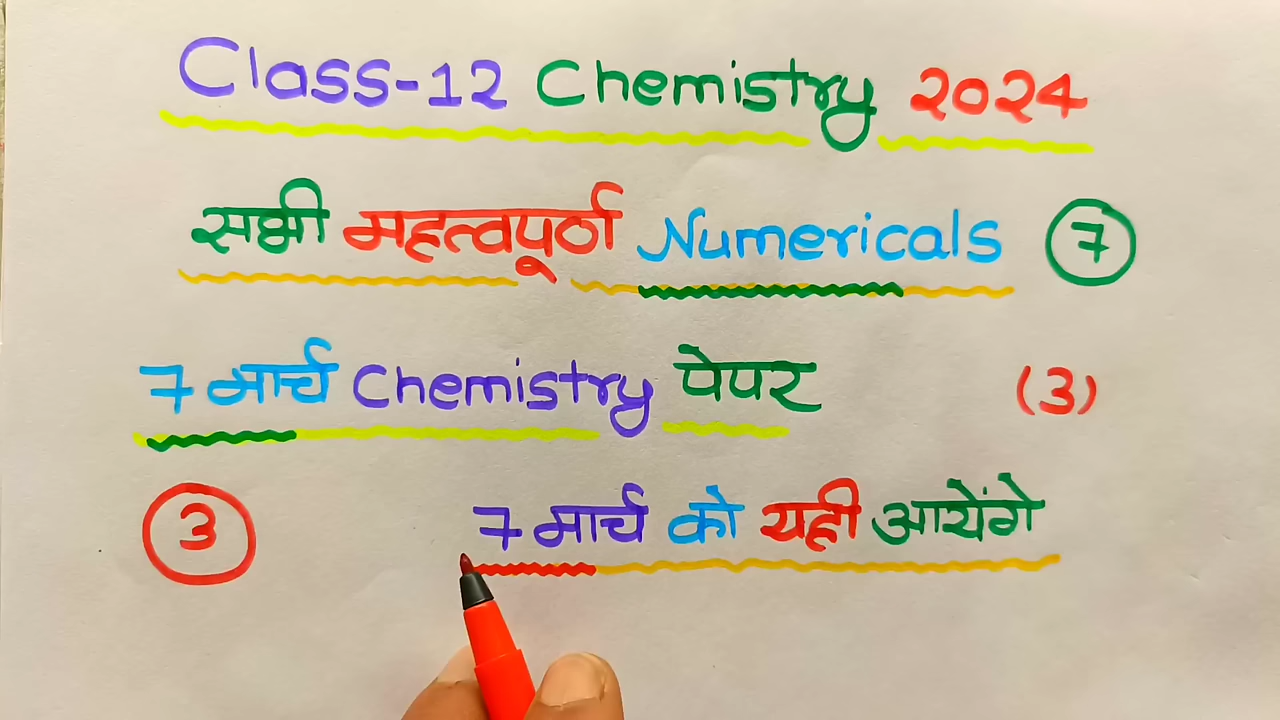 Class-12 Chemistry 2024
सभी महत्वपूर्ण Numericals 7
7 मार्च Chemistry पेपर (3)
3 7 मार्च को यही आयेंगे